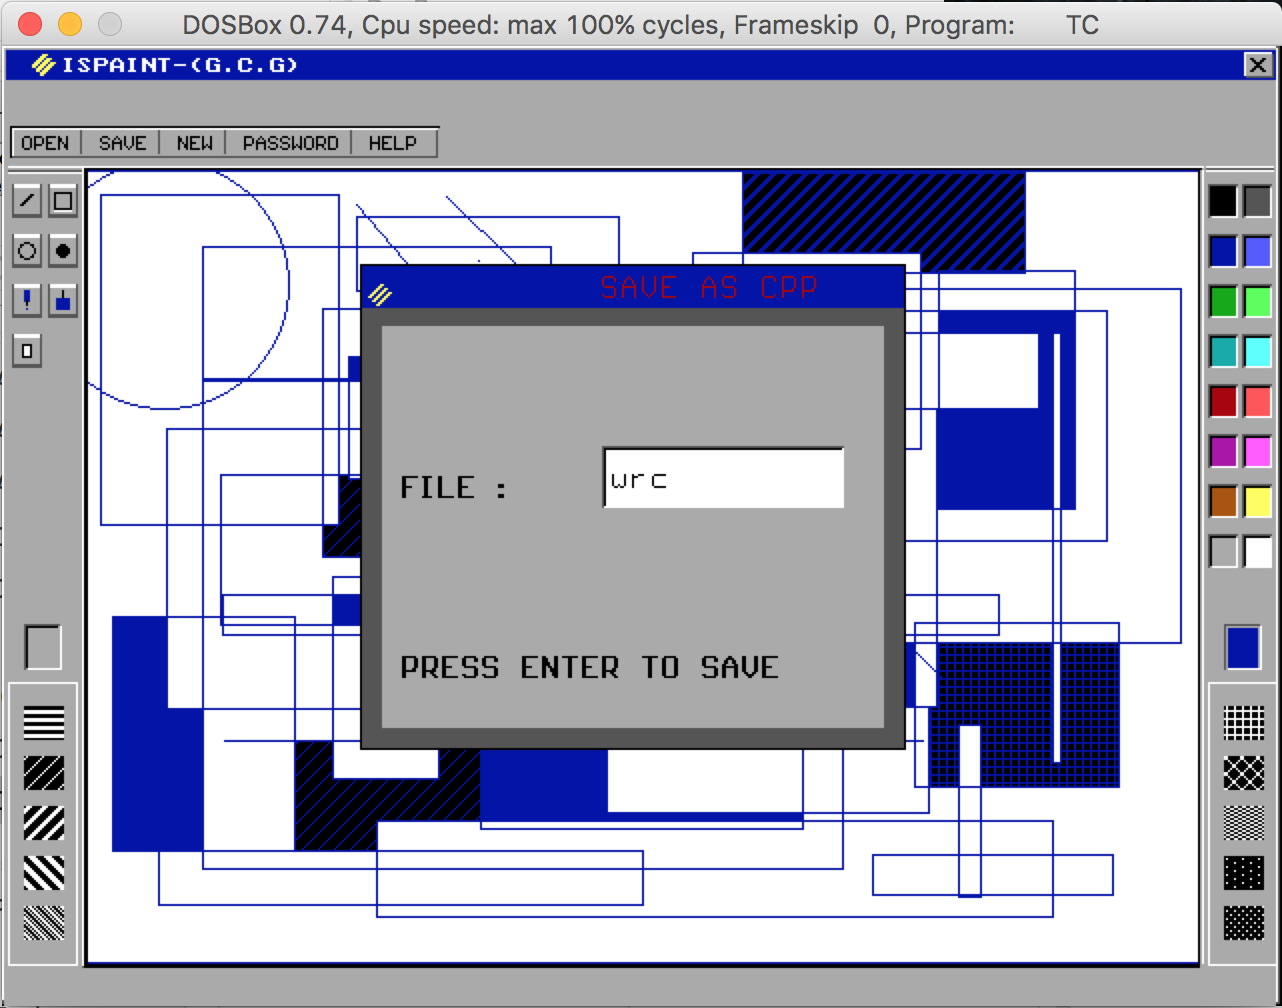 DOSBox 0.74, Cpu speed: max 100% cycles, Frameskip 0, Program: TC
ISPAINT-(G.C.G)
OPEN SAVE NEW PASSWORD HELP
SAVE AS CPP
FILE : wrc
PRESS ENTER TO SAVE